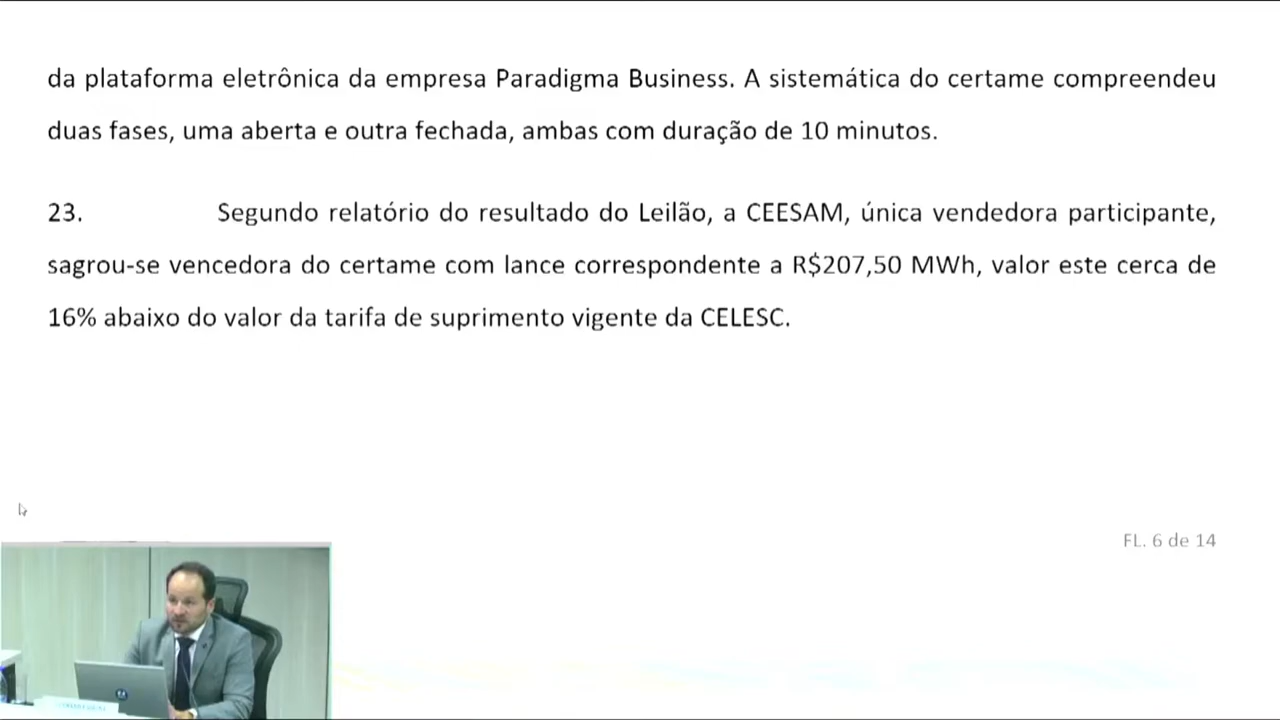 da plataforma eletrônica da empresa Paradigma Business. A sistemática do certame compreendeu
duas fases, uma aberta e outra fechada, ambas com duração de 10 minutos.
23. Segundo relatório do resultado do Leilão, a CEESAM, única vendedora participante,
sagrou-se vencedora do certame com lance correspondente a R$207,50 MWh, valor este cerca de
16% abaixo do valor da tarifa de suprimento vigente da CELESC.
FL. 6 de 14